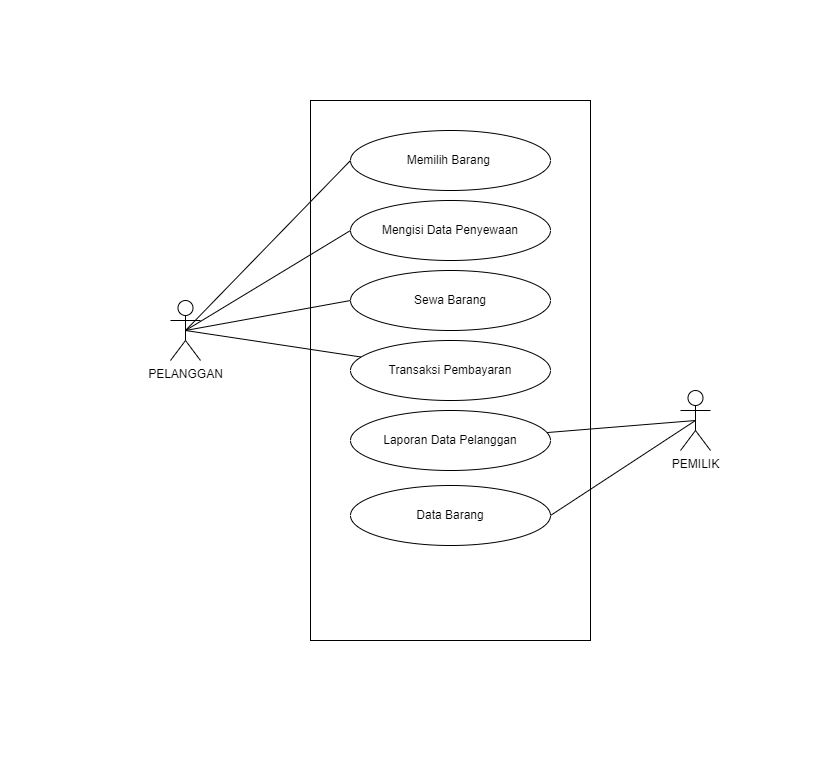 Memilih Barang
Mengisi Data Penyewaan
Sewa Barang
PELANGGAN
Transaksi Pembayaran
Laporan Data Pelanggan
PEMILIK
Data Barang